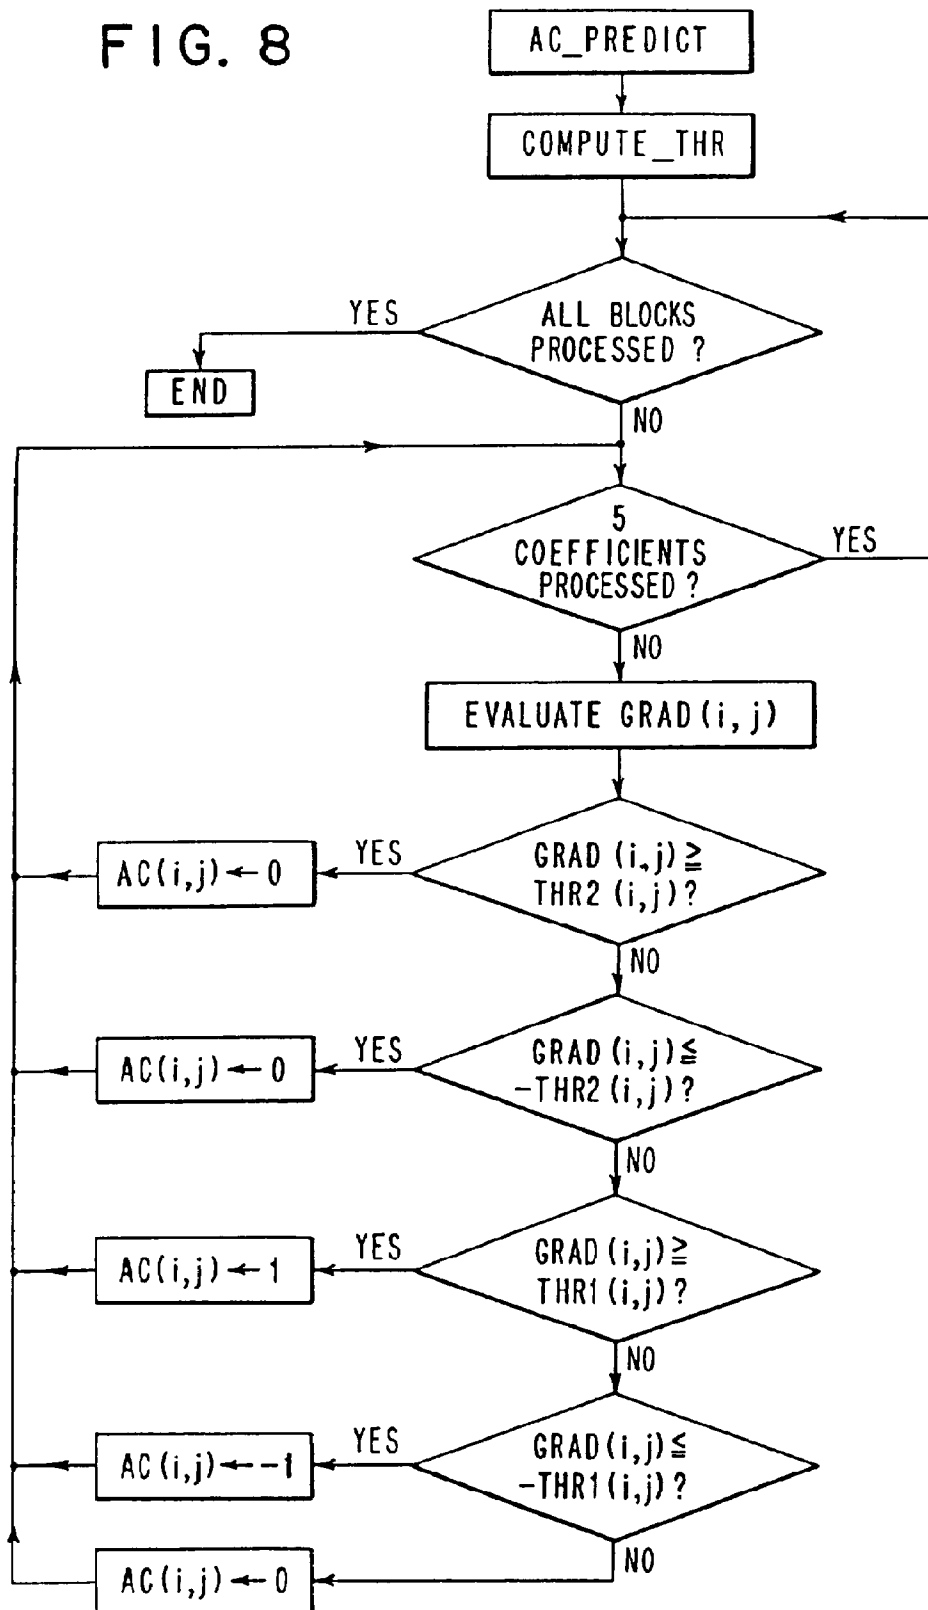 FIG. 8
AC_PREDICT
COMPUTE_THR
ALL BLOCKS
PROCESSED ?
YES
END
NO
5
COEFFICIENTS
PROCESSED ?
YES
NO
EVALUATE GRAD(i,j)
GRAD (i,j) ≧
THR2 (i,j)?
YES
AC(i,j) ← 0
NO
GRAD (i,j) ≦
-THR2 (i,j)?
YES
AC(i,j) ← 0
NO
GRAD (i,j) ≧
THR1 (i,j)?
YES
AC(i,j) ← 1
NO
GRAD (i,j) ≦
-THR1 (i,j)?
YES
AC(i,j) ← -1
NO
AC(i,j) ← 0